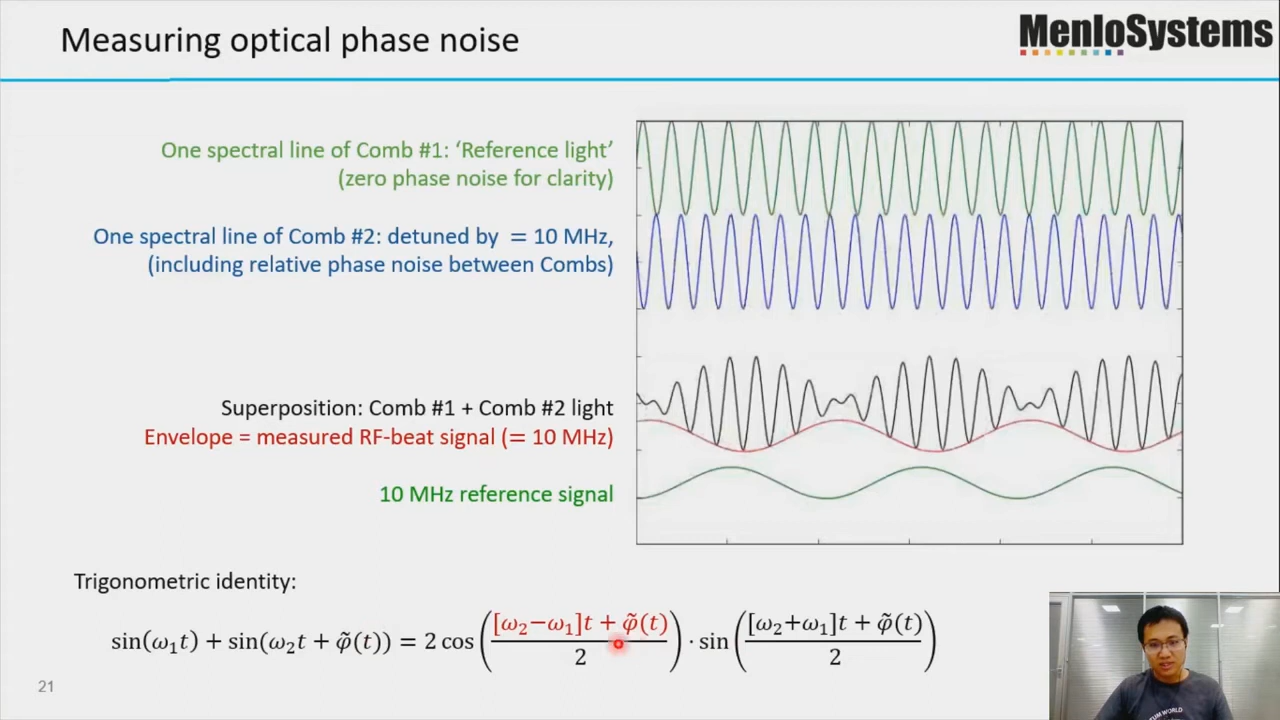 Measuring optical phase noise
MenloSystems
One spectral line of Comb #1: ‘Reference light’
(zero phase noise for clarity)
One spectral line of Comb #2: detuned by = 10 MHz,
(including relative phase noise between Combs)
Superposition: Comb #1 + Comb #2 light
Envelope = measured RF-beat signal (= 10 MHz)
10 MHz reference signal
Trigonometric identity:
sin(ω₁t) + sin(ω₂t + φ̃(t)) = 2 cos([ω₂−ω₁]t + φ̃(t) / 2) · sin([ω₂+ω₁]t + φ̃(t) / 2)
21